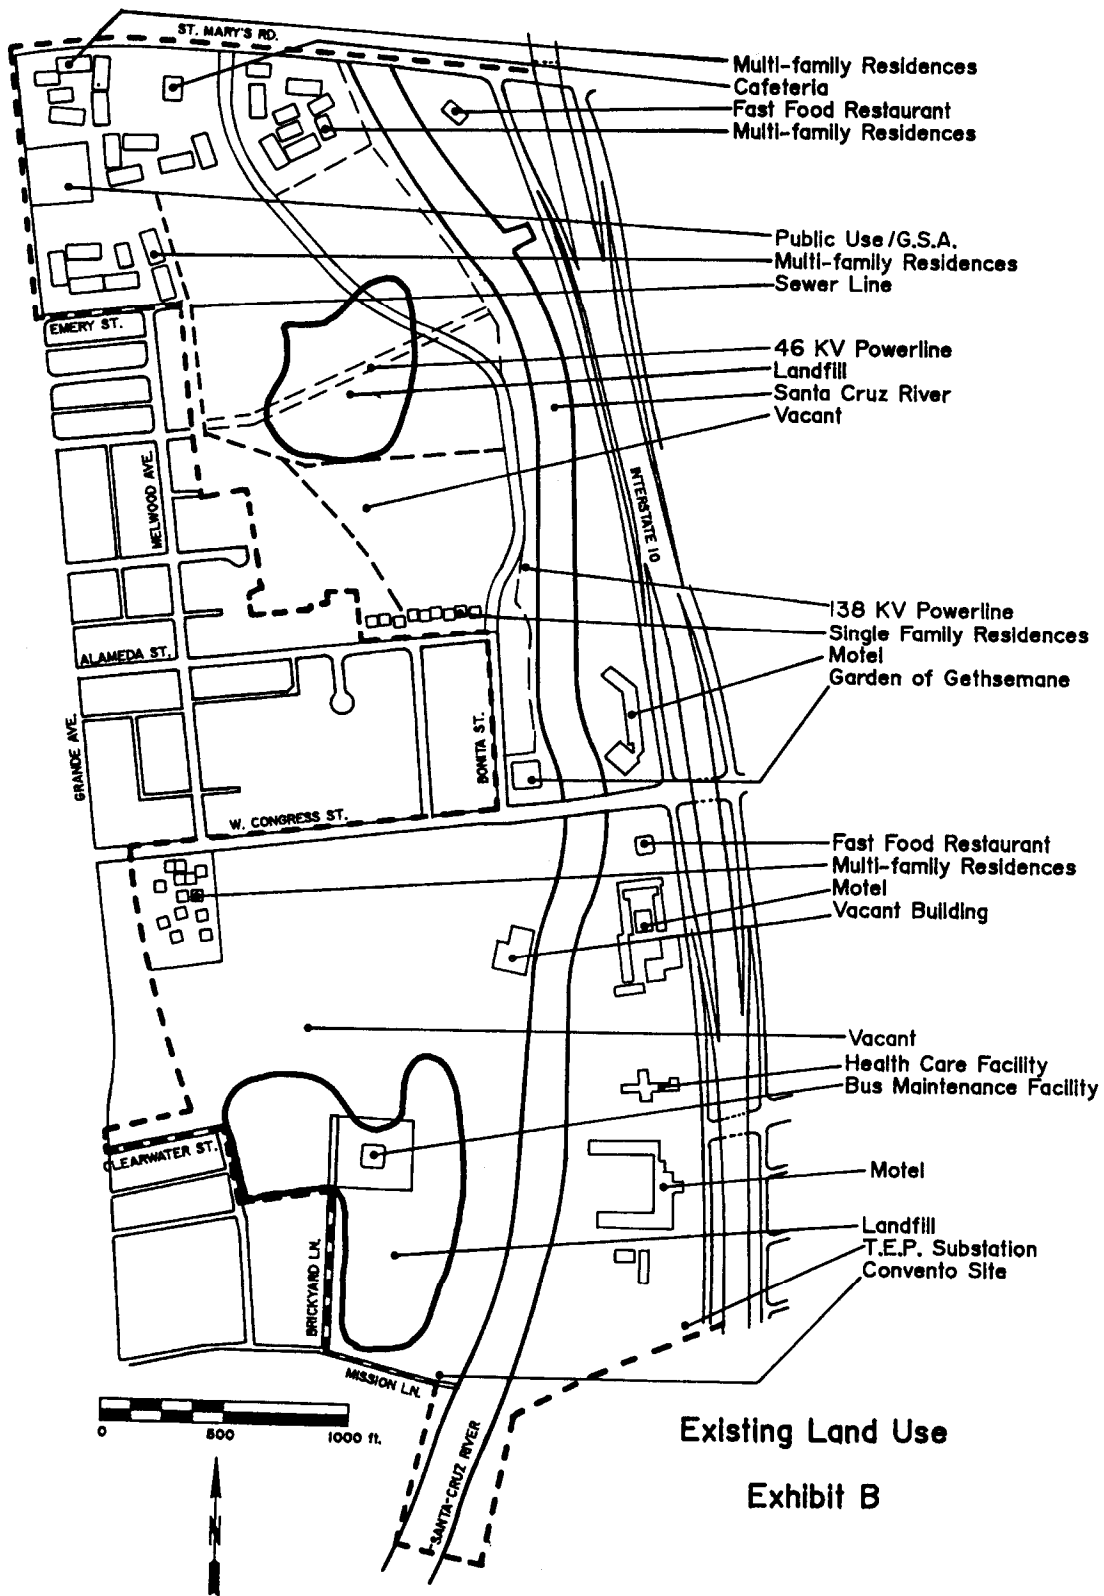 ST. MARY'S RD.
Multi-family Residences
Cafeteria
Fast Food Restaurant
Multi-family Residences
Public Use/G.S.A.
Multi-family Residences
Sewer Line
EMERY ST.
46 KV Powerline
Landfill
Santa Cruz River
Vacant
MELWOOD AVE.
INTERSTATE 10
138 KV Powerline
Single Family Residences
Motel
Garden of Gethsemane
ALAMEDA ST.
GRANDE AVE.
BONITA ST.
W. CONGRESS ST.
Fast Food Restaurant
Multi-family Residences
Motel
Vacant Building
Vacant
Health Care Facility
Bus Maintenance Facility
CLEARWATER ST.
Motel
Landfill
T.E.P. Substation
Convento Site
BRICKYARD LN.
MISSION LN.
SANTA-CRUZ RIVER
0 500 1000 ft.
N
Existing Land Use
Exhibit B